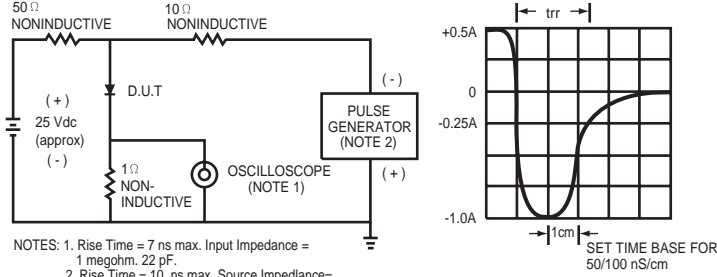 50 Ω
NONINDUCTIVE
10 Ω
NONINDUCTIVE
D.U.T
( + )
25 Vdc
(approx)
( - )
1 Ω
NON-
INDUCTIVE
OSCILLOSCOPE
(NOTE 1)
( - )
PULSE
GENERATOR
(NOTE 2)
( + )
NOTES: 1. Rise Time = 7 ns max. Input Impedance =
1 megohm. 22 pF.
2. Rise Time = 10 ns max. Source Impedlance=
trr
+0.5A
0
-0.25A
-1.0A
1cm
SET TIME BASE FOR
50/100 nS/cm